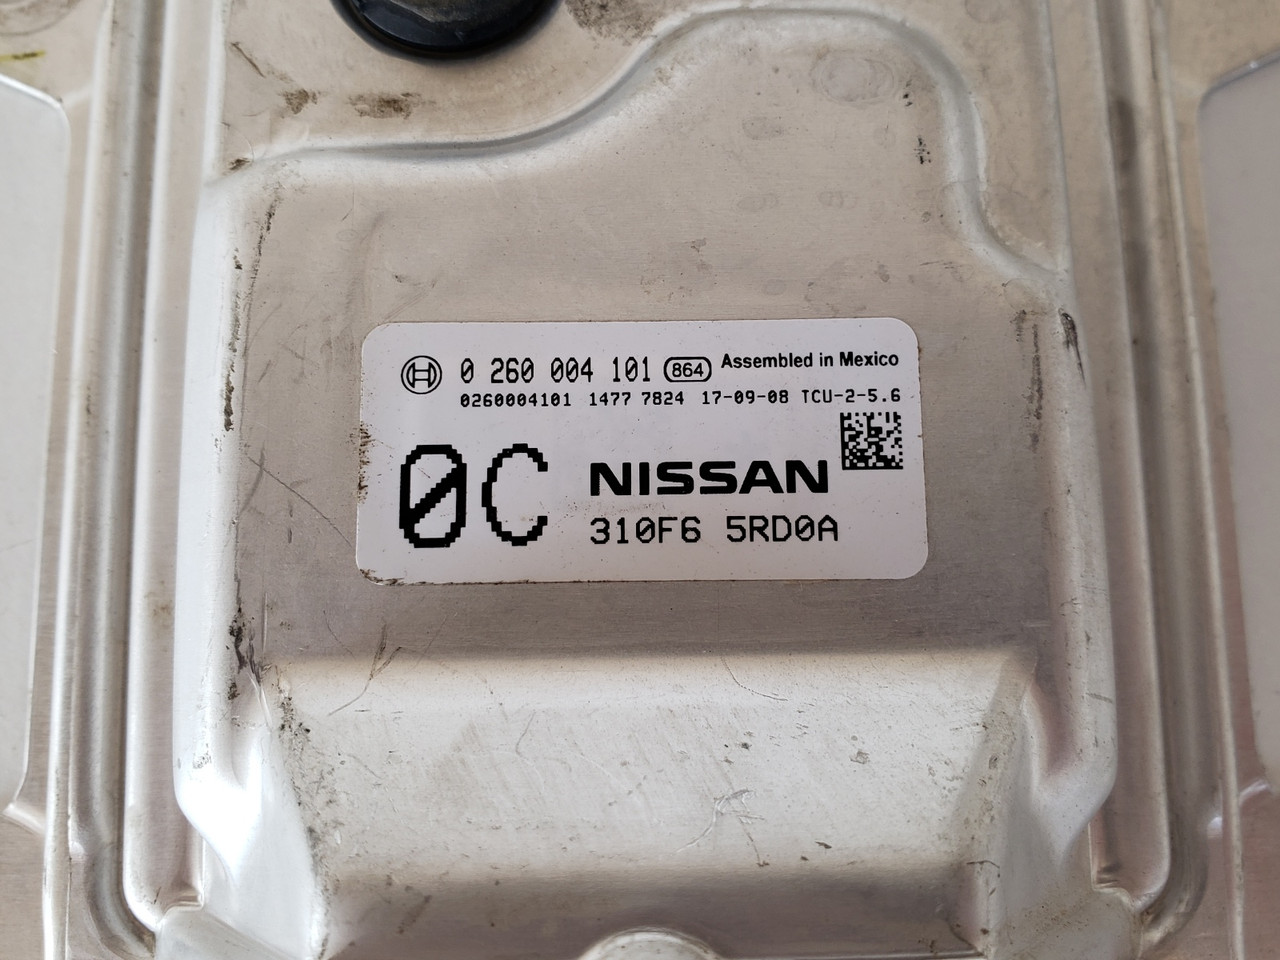 0 260 004 101 864 Assembled in Mexico
0260004101 1477 7824 17-09-08 TCU-2-5.6
0C NISSAN
310F6 5RD0A